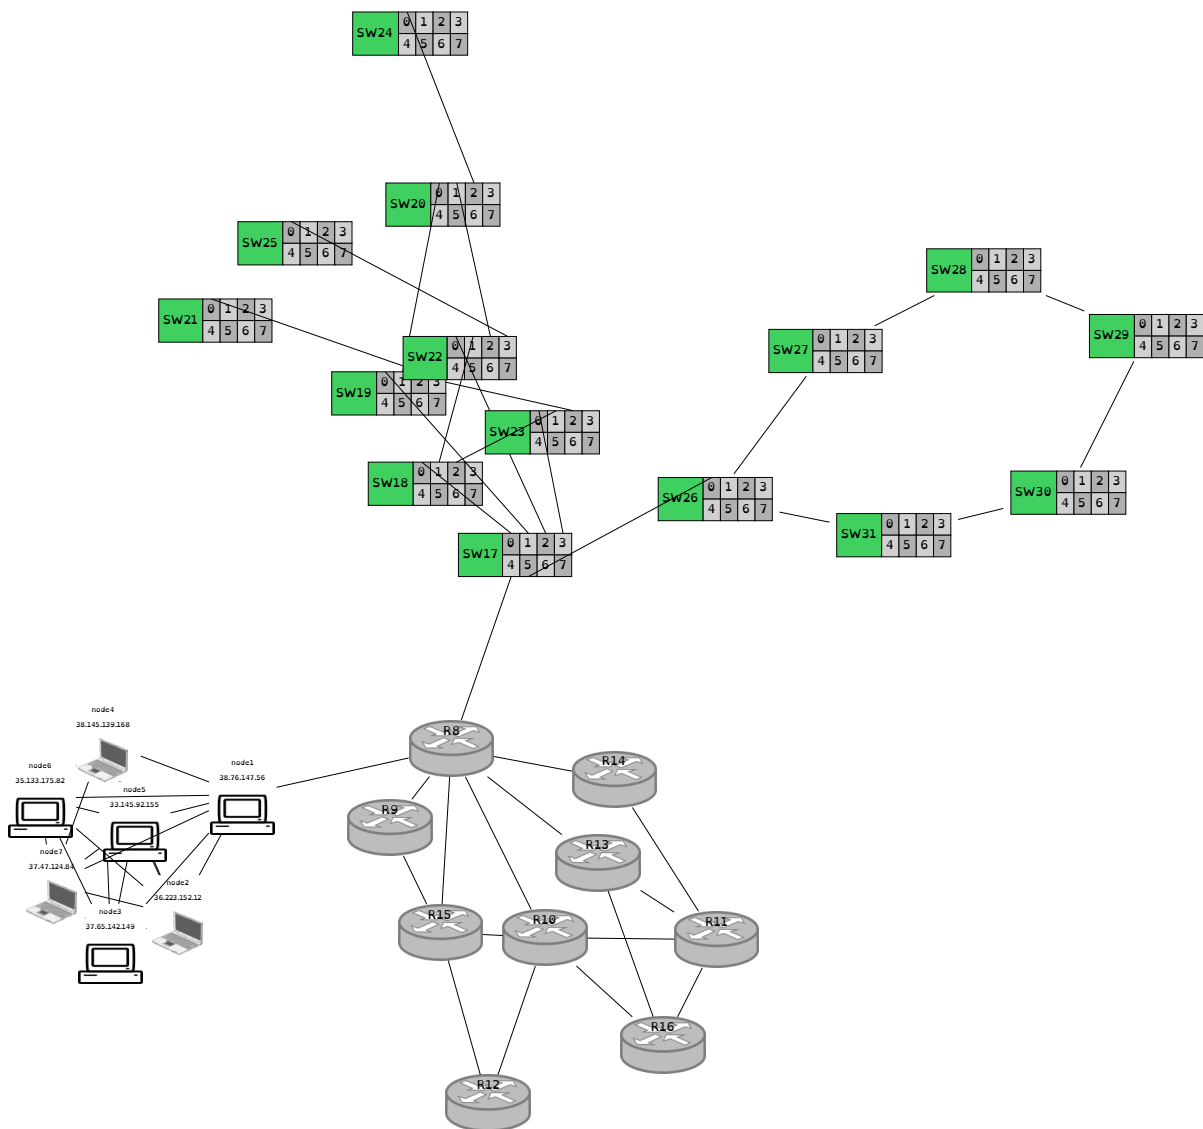 SW24 0 1 2 3
4 5 6 7
SW20 0 1 2 3
4 5 6 7
SW25 0 1 2 3
4 5 6 7
SW28 0 1 2 3
4 5 6 7
SW21 0 1 2 3
4 5 6 7
SW29 0 1 2 3
4 5 6 7
SW27 0 1 2 3
4 5 6 7
SW22 0 1 2 3
4 5 6 7
SW19 0 1 2 3
4 5 6 7
SW23 0 1 2 3
4 5 6 7
SW18 0 1 2 3
4 5 6 7
SW30 0 1 2 3
4 5 6 7
SW26 0 1 2 3
4 5 6 7
SW31 0 1 2 3
4 5 6 7
SW17 0 1 2 3
4 5 6 7
node4
38.145.139.168
R8
node6
35.133.175.82
node1
38.76.147.56
R14
node5
33.145.92.155
R9
R13
node7
37.47.124.84
node2
36.223.152.12
node3
37.65.142.149
R15
R10
R11
R16
R12